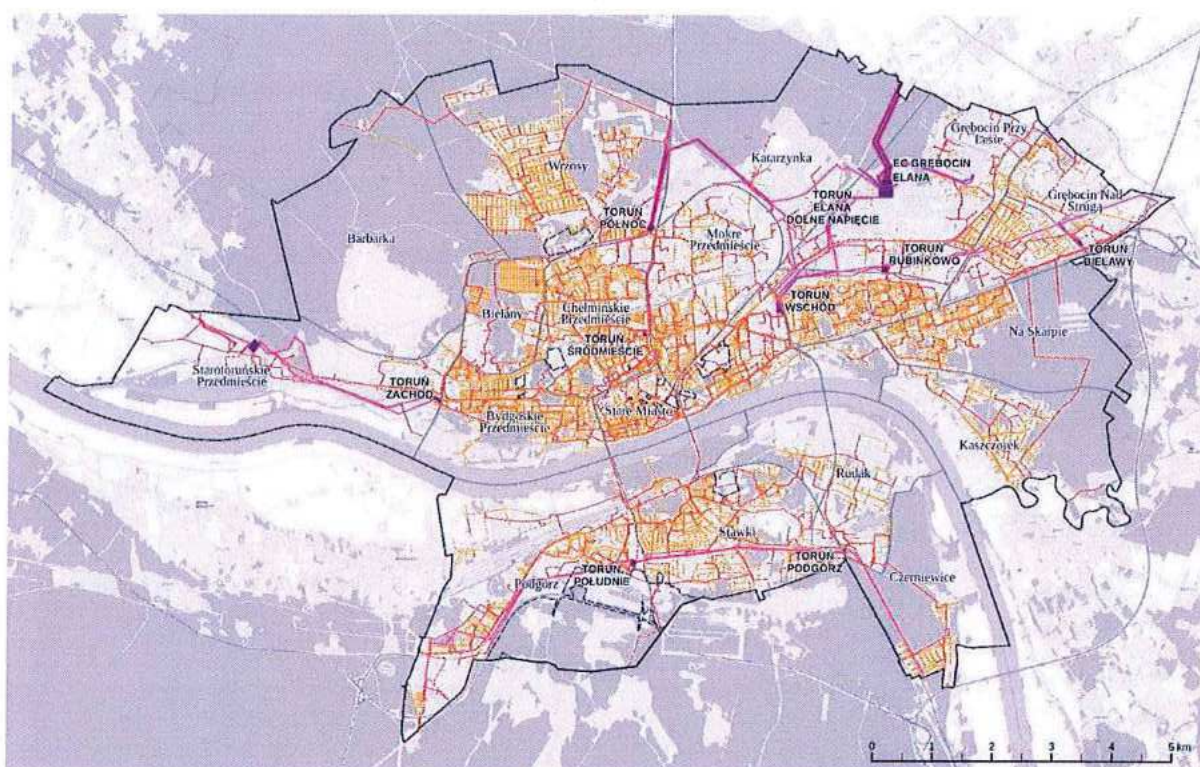 Grębocin Przy
Lesie
Katarzynka
EC GRĘBOCIN
ELANA
Wrzosy
TORUŃ
ELANA
DOLNE NAPIĘCIE
Grębocin Nad
Strugą
TORUŃ
PÓŁNOC
Mokre
Przedmieście
Barbarka
TORUŃ
RUBINKOWO
TORUŃ
BIELAWY
TORUŃ
WSCHÓD
Chełmińskie
Przedmieście
Bielany
Na Skarpie
TORUŃ
ŚRÓDMIEŚCIE
Starotoruńskie
Przedmieście
TORUŃ
ZACHÓD
Bydgoskie
Przedmieście
Stare Miasto
Kaszczorek
Rudak
Stawki
TORUŃ
PODGÓRZ
TORUŃ
POŁUDNIE
Podgórz
Czerniewice
0 1 2 3 4 5 km